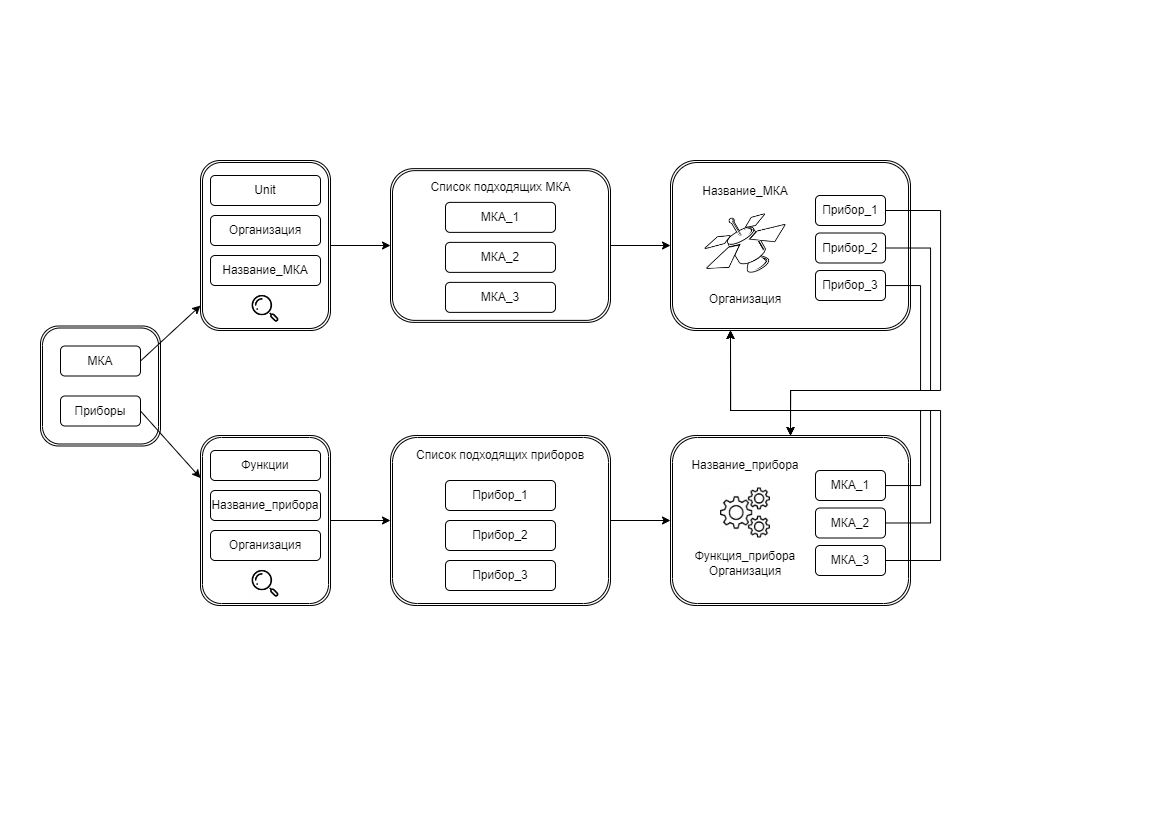 МКА
Приборы
Unit
Организация
Название_МКА
Список подходящих МКА
МКА_1
МКА_2
МКА_3
Название_МКА
Организация
Прибор_1
Прибор_2
Прибор_3
Функции
Название_прибора
Организация
Список подходящих приборов
Прибор_1
Прибор_2
Прибор_3
Название_прибора
Функция_прибора
Организация
МКА_1
МКА_2
МКА_3